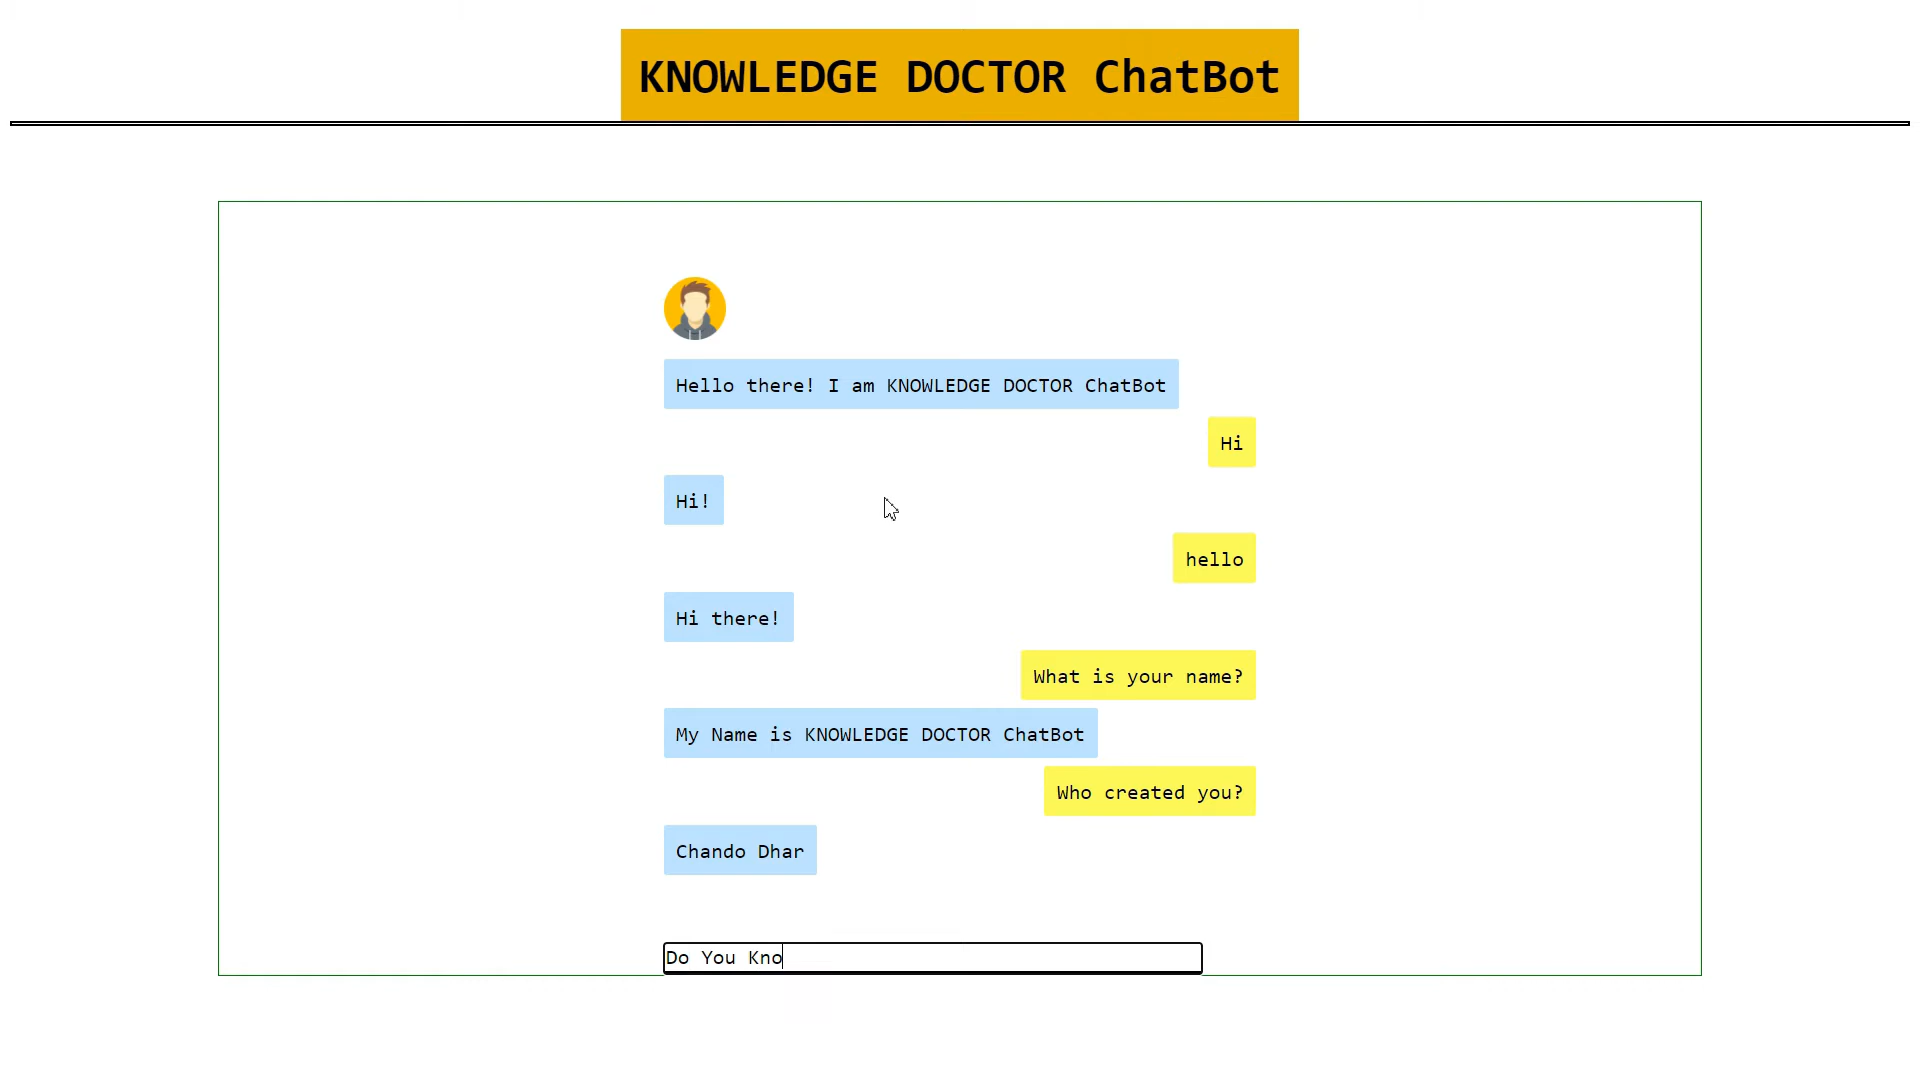 KNOWLEDGE DOCTOR ChatBot
Hello there! I am KNOWLEDGE DOCTOR ChatBot
Hi
Hi!
hello
Hi there!
What is your name?
My Name is KNOWLEDGE DOCTOR ChatBot
Who created you?
Chando Dhar
Do You Kno